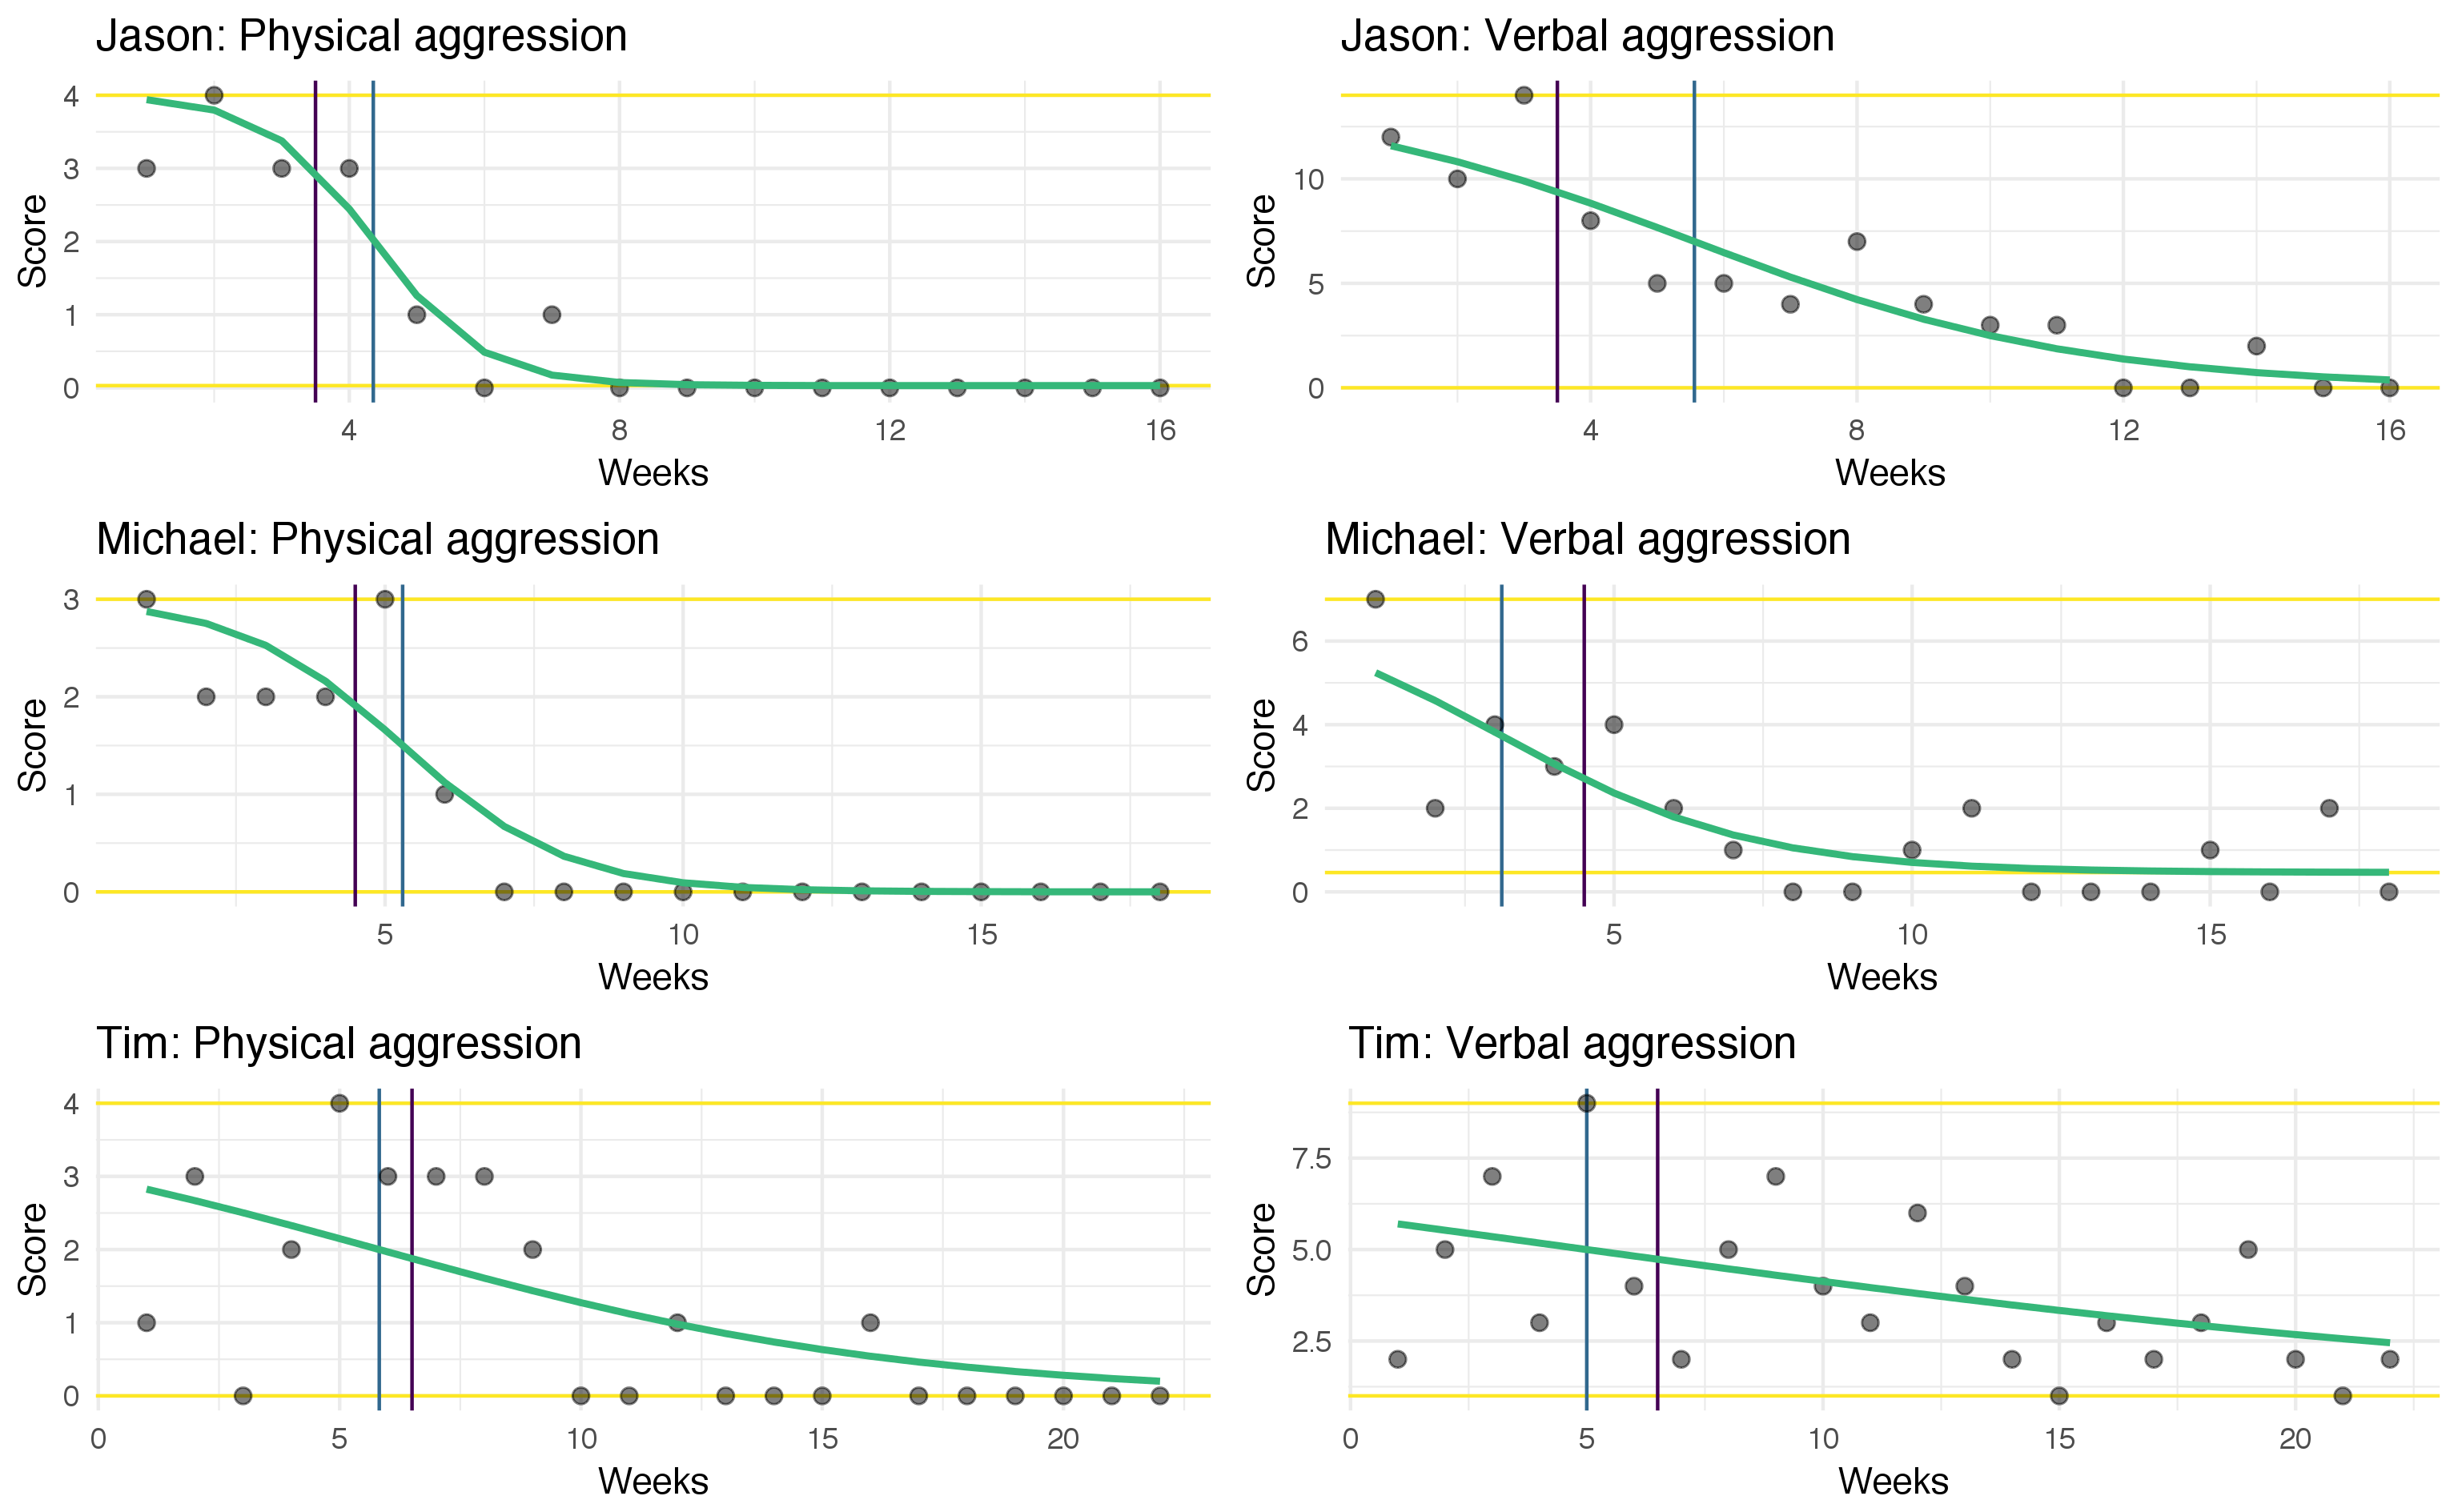 Jason: Physical aggression
Score
4
3
2
1
0
4 8 12 16
Weeks
Jason: Verbal aggression
Score
10
5
0
4 8 12 16
Weeks
Michael: Physical aggression
Score
3
2
1
0
5 10 15
Weeks
Michael: Verbal aggression
Score
6
4
2
0
5 10 15
Weeks
Tim: Physical aggression
Score
4
3
2
1
0
0 5 10 15 20
Weeks
Tim: Verbal aggression
Score
7.5
5.0
2.5
0 5 10 15 20
Weeks